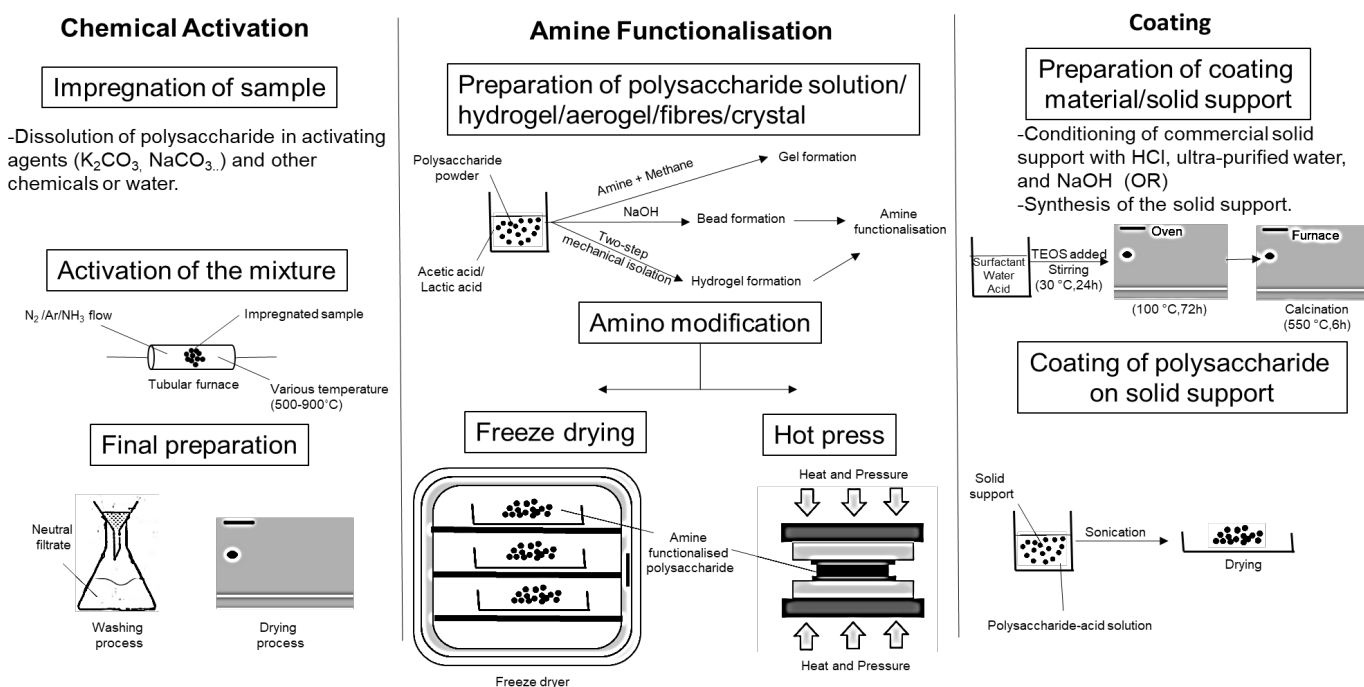 Chemical Activation
Impregnation of sample
-Dissolution of polysaccharide in activating
agents (K₂CO₃, NaCO₃..) and other
chemicals or water.
Activation of the mixture
N₂ /Ar/NH₃ flow
Impregnated sample
Tubular furnace
Various temperature
(500-900°C)
Final preparation
Neutral
filtrate
Washing
process
Drying
process
Amine Functionalisation
Preparation of polysaccharide solution/
hydrogel/aerogel/fibres/crystal
Polysaccharide
powder
Acetic acid/
Lactic acid
Amine + Methane
Gel formation
NaOH
Bead formation
Two-step
mechanical isolation
Hydrogel formation
Amine
functionalisation
Amino modification
Freeze drying
Hot press
Heat and Pressure
Amine
functionalised
polysaccharide
Heat and Pressure
Freeze dryer
Coating
Preparation of coating
material/solid support
-Conditioning of commercial solid
support with HCl, ultra-purified water,
and NaOH (OR)
-Synthesis of the solid support.
Surfactant
Water
Acid
TEOS added
Stirring
(30 °C,24h)
Oven
(100 °C,72h)
Furnace
Calcination
(550 °C,6h)
Coating of polysaccharide
on solid support
Solid
support
Sonication
Drying
Polysaccharide-acid solution